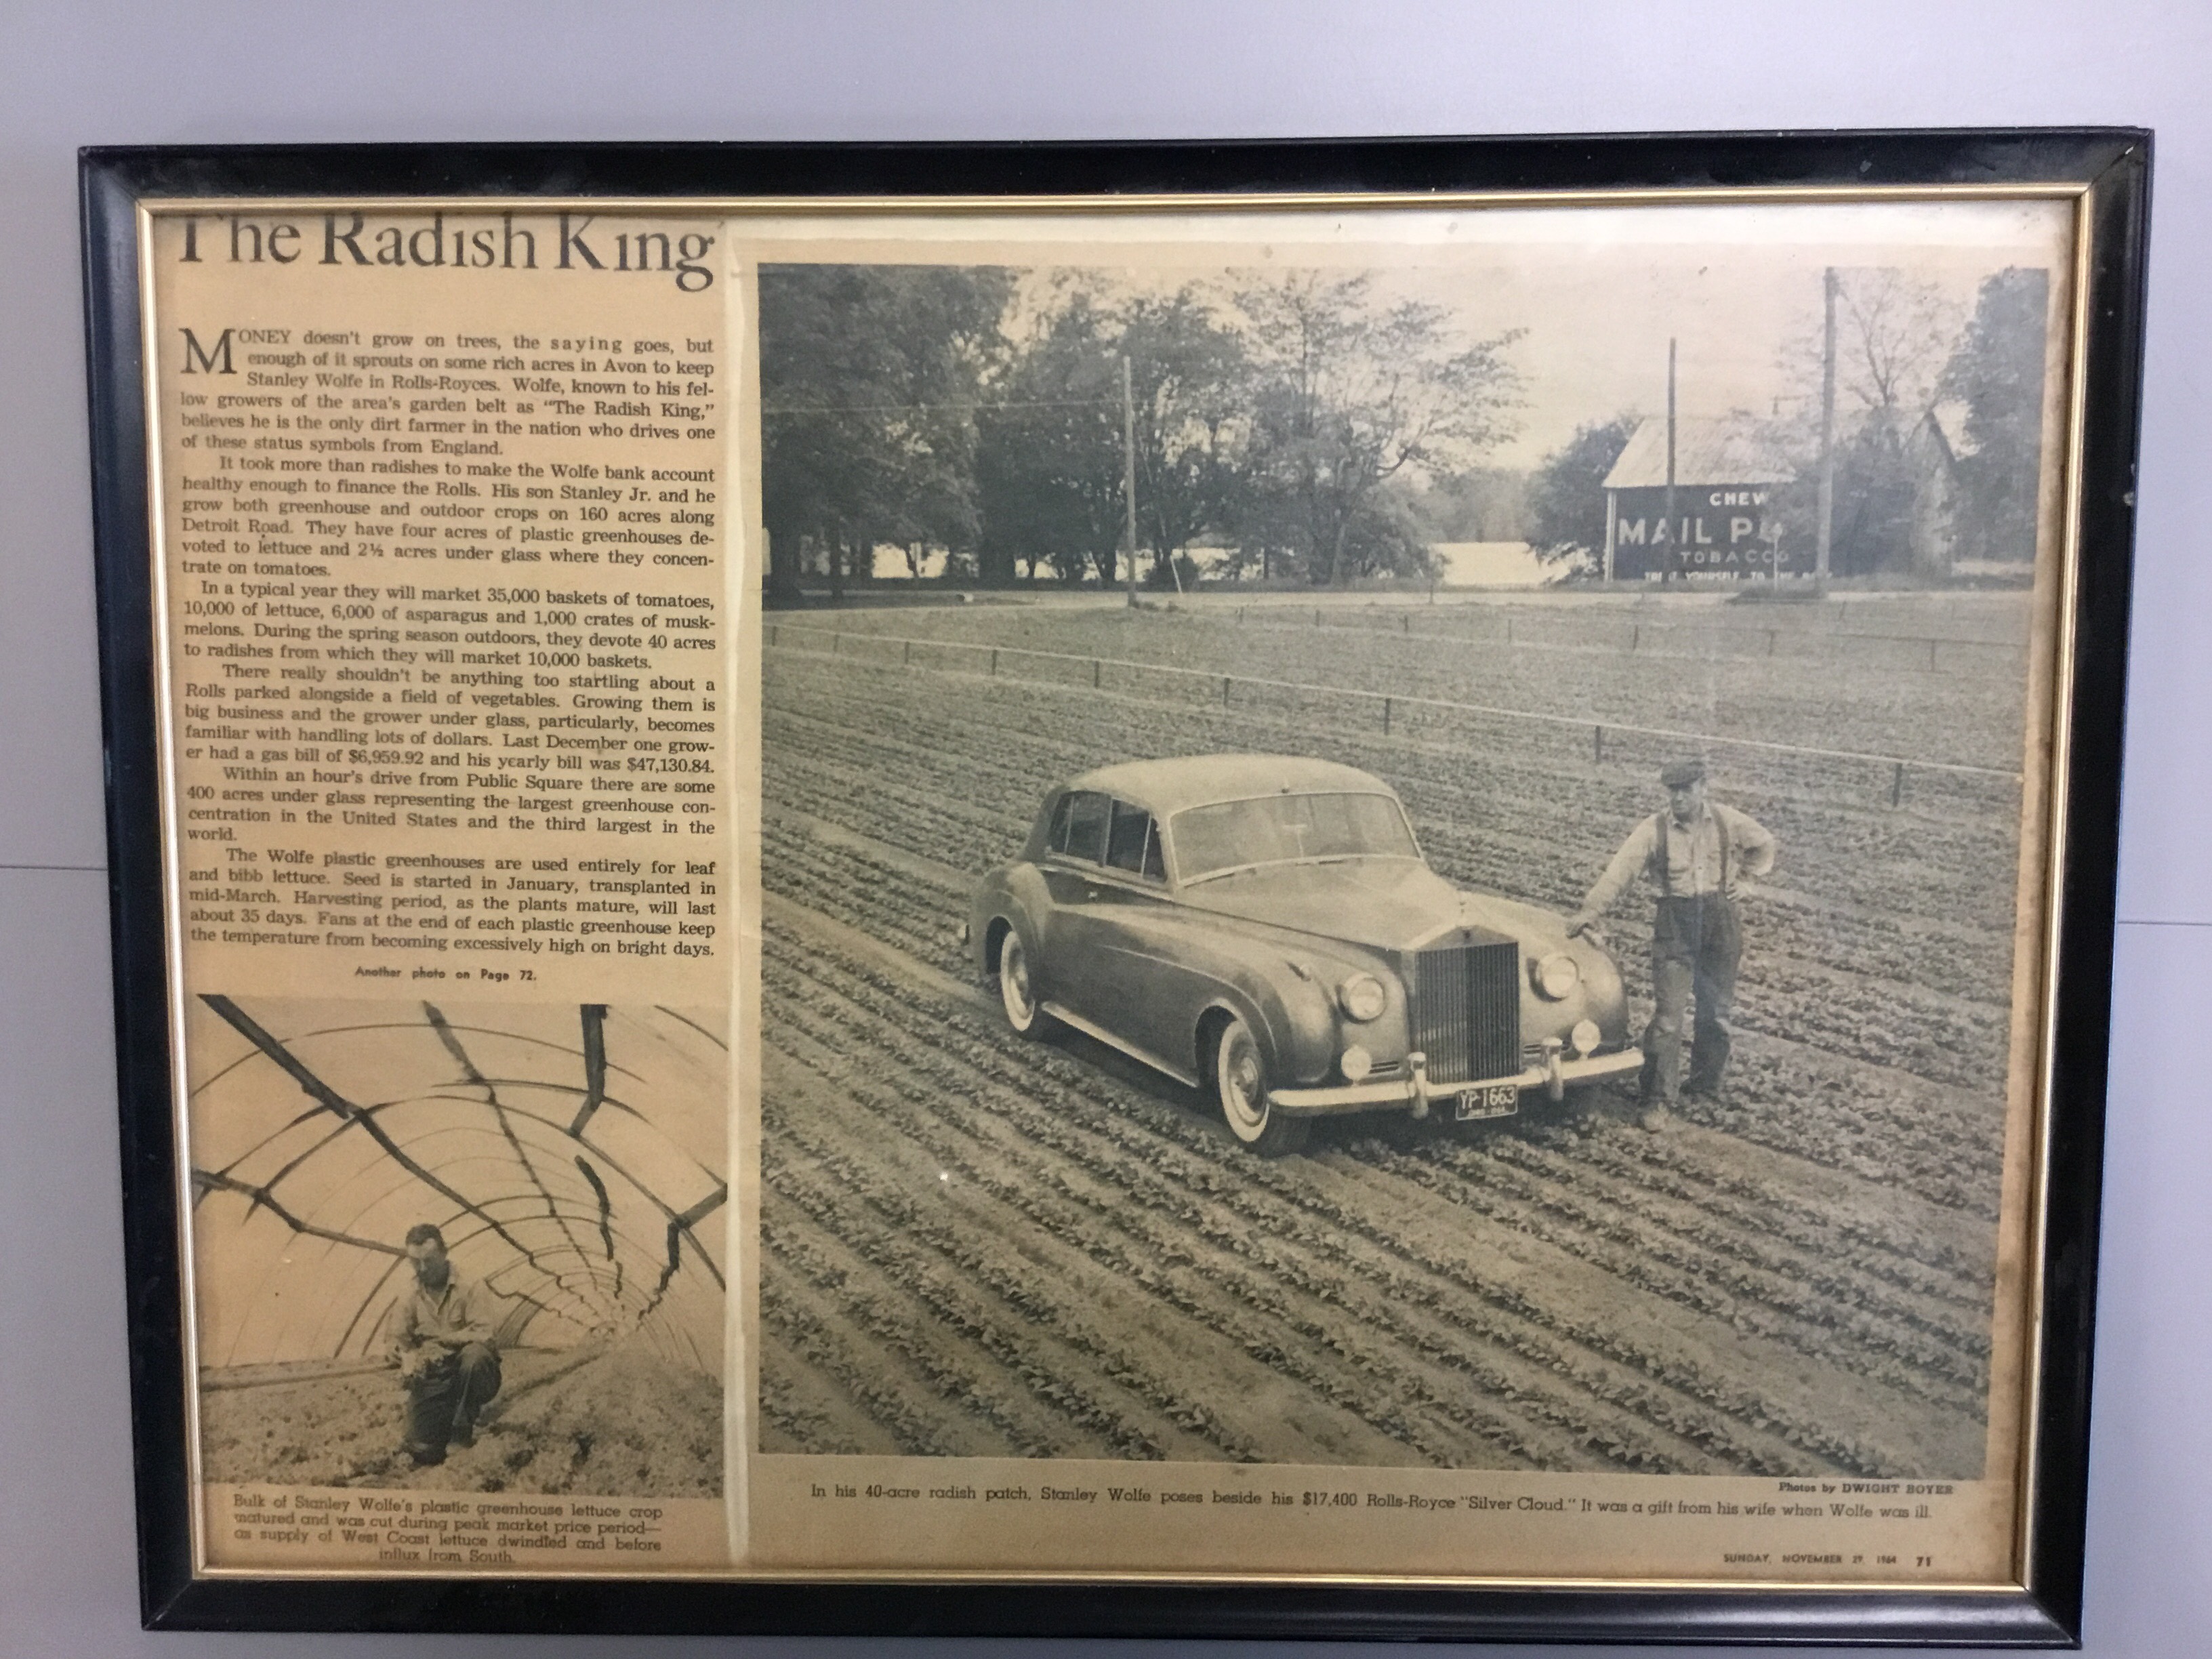 The Radish King
MONEY doesn't grow on trees, the saying goes, but
enough of it sprouts on some rich acres in Avon to keep
Stanley Wolfe in Rolls-Royces. Wolfe, known to his fel-
low growers of the area's garden belt as "The Radish King,"
believes he is the only dirt farmer in the nation who drives one
of these status symbols from England.
It took more than radishes to make the Wolfe bank account
healthy enough to finance the Rolls. His son Stanley Jr. and he
grow both greenhouse and outdoor crops on 160 acres along
Detroit Road. They have four acres of plastic greenhouses de-
voted to lettuce and 2½ acres under glass where they concen-
trate on tomatoes.
In a typical year they will market 35,000 baskets of tomatoes,
10,000 of lettuce, 6,000 of asparagus and 1,000 crates of musk-
melons. During the spring season outdoors, they devote 40 acres
to radishes from which they will market 10,000 baskets.
There really shouldn't be anything too startling about a
Rolls parked alongside a field of vegetables. Growing them is
big business and the grower under glass, particularly, becomes
familiar with handling lots of dollars. Last December one grow-
er had a gas bill of $6,959.92 and his yearly bill was $47,130.84.
Within an hour's drive from Public Square there are some
400 acres under glass representing the largest greenhouse con-
centration in the United States and the third largest in the
world.
The Wolfe plastic greenhouses are used entirely for leaf
and bibb lettuce. Seed is started in January, transplanted in
mid-March. Harvesting period, as the plants mature, will last
about 35 days. Fans at the end of each plastic greenhouse keep
the temperature from becoming excessively high on bright days.
Another photo on Page 72.
Bulk of Stanley Wolfe's plastic greenhouse lettuce crop
matured and was cut during peak market price period—
as supply of West Coast lettuce dwindled and before
influx from South.
CHEW
MAIL PO
TOBACCO
TREAT YOURSELF TO THE BEST
YP-1663
Photos by DWIGHT BOYER
In his 40-acre radish patch, Stanley Wolfe poses beside his $17,400 Rolls-Royce "Silver Cloud." It was a gift from his wife when Wolfe was ill.
SUNDAY, NOVEMBER 29, 1964 71